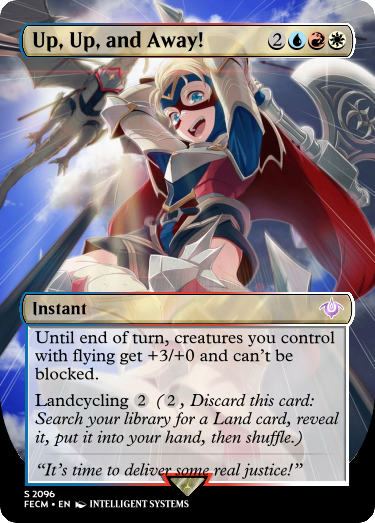 Up, Up, and Away! 2
Instant
Until end of turn, creatures you control
with flying get +3/+0 and can't be
blocked.
Landcycling 2 (2, Discard this card:
Search your library for a Land card, reveal
it, put it into your hand, then shuffle.)
“It's time to deliver some real justice!”
S 2096
FECM • EN INTELLIGENT SYSTEMS